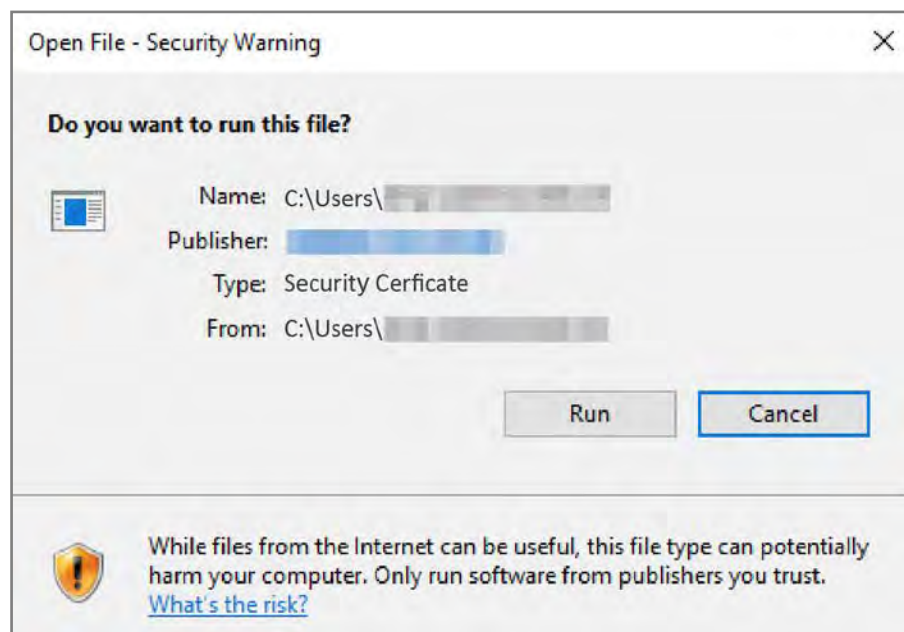 Open File - Security Warning
Do you want to run this file?
Name: C:\Users\
Publisher:
Type: Security Cerficate
From: C:\Users\
Run Cancel
While files from the Internet can be useful, this file type can potentially
harm your computer. Only run software from publishers you trust.
What's the risk?